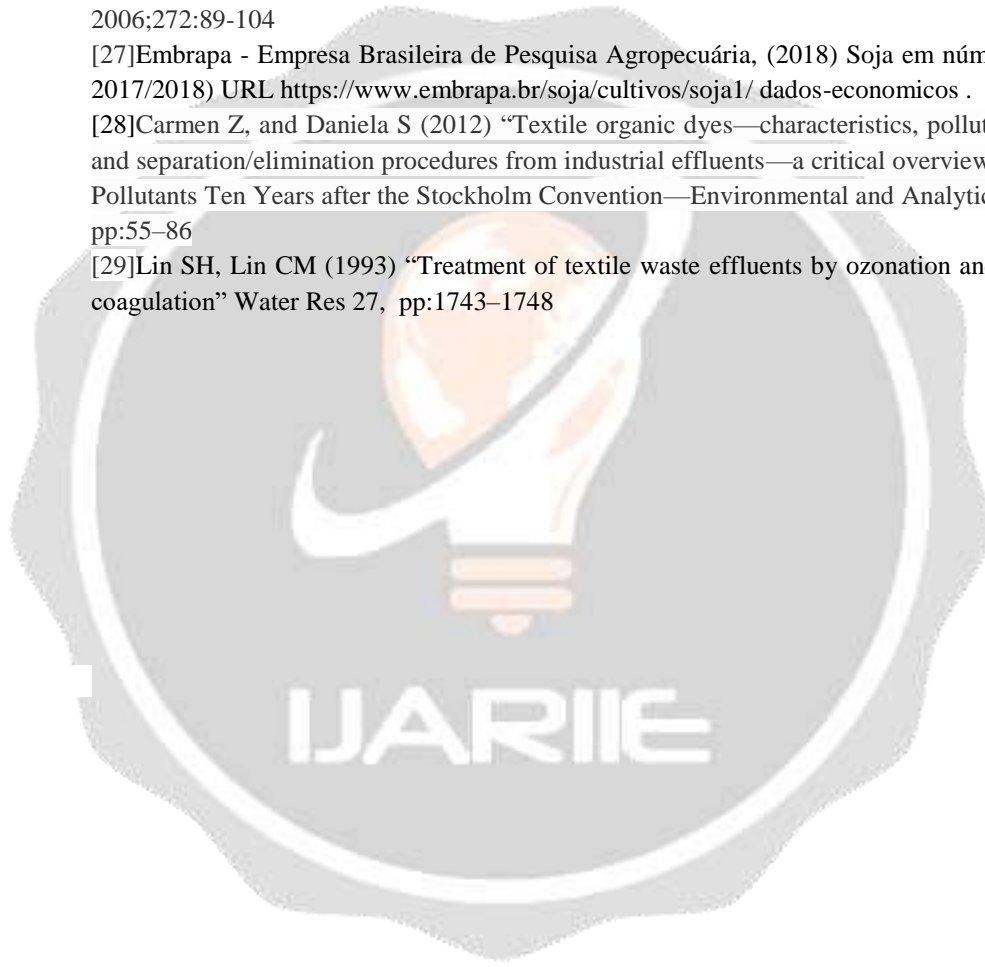 2006;272:89-104
[27]Embrapa - Empresa Brasileira de Pesquisa Agropecuária, (2018) Soja em núm
2017/2018) URL https://www.embrapa.br/soja/cultivos/soja1/ dados-economicos .
[28]Carmen Z, and Daniela S (2012) “Textile organic dyes—characteristics, pollut
and separation/elimination procedures from industrial effluents—a critical overview
Pollutants Ten Years after the Stockholm Convention—Environmental and Analytic
pp:55–86
[29]Lin SH, Lin CM (1993) “Treatment of textile waste effluents by ozonation an
coagulation” Water Res 27, pp:1743–1748
IJARIIE